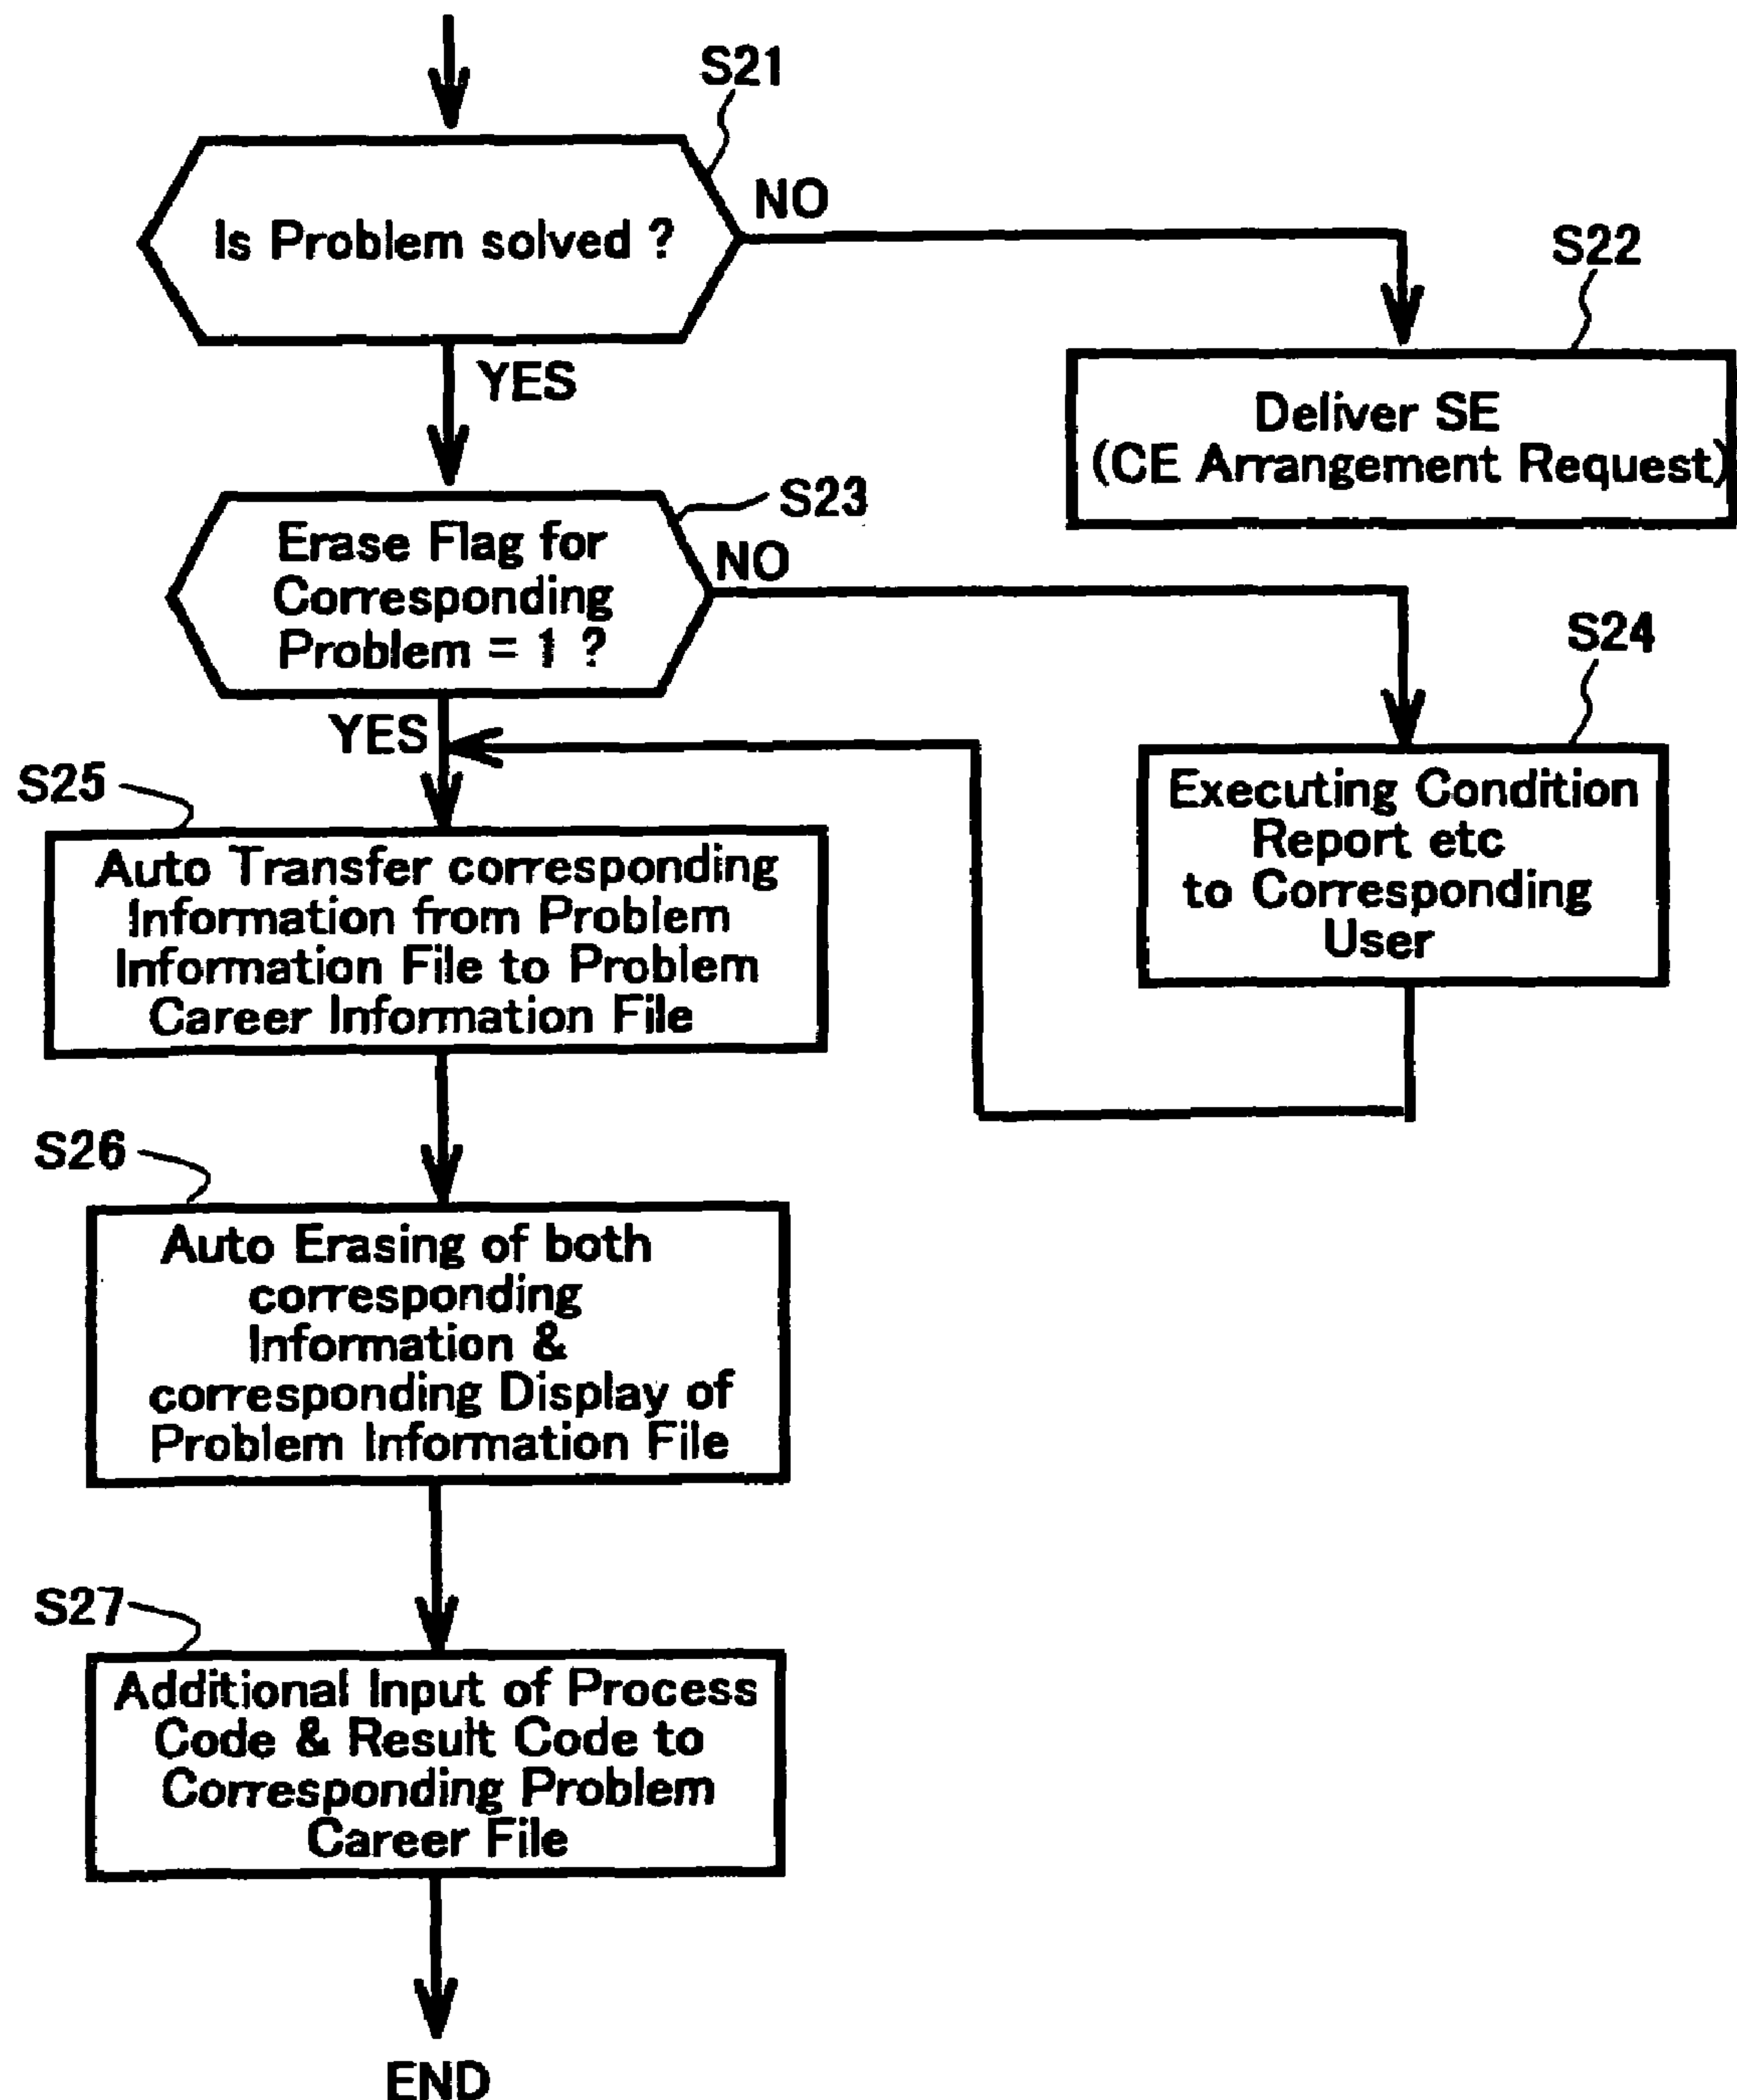 S21
Is Problem solved ?
NO
YES
S22
Deliver SE
(CE Arrangement Request)
S23
Erase Flag for
Corresponding
Problem = 1 ?
NO
YES
S24
Executing Condition
Report etc
to Corresponding
User
S25
Auto Transfer corresponding
Information from Problem
Information File to Problem
Career Information File
S26
Auto Erasing of both
corresponding
Information &
corresponding Display of
Problem Information File
S27
Additional Input of Process
Code & Result Code to
Corresponding Problem
Career File
END